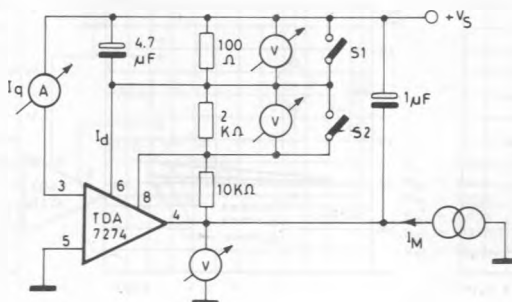 +VS
4.7
µF
100
Ω
V
S1
Iq
A
Id
2
KΩ
V
S2
1µF
3
6
8
10KΩ
TDA
7274
4
5
IM
V